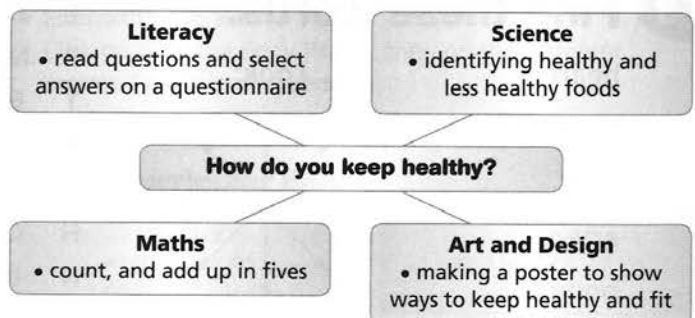 Literacy
• read questions and select
answers on a questionnaire
Science
• identifying healthy and
less healthy foods
How do you keep healthy?
Maths
• count, and add up in fives
Art and Design
• making a poster to show
ways to keep healthy and fit